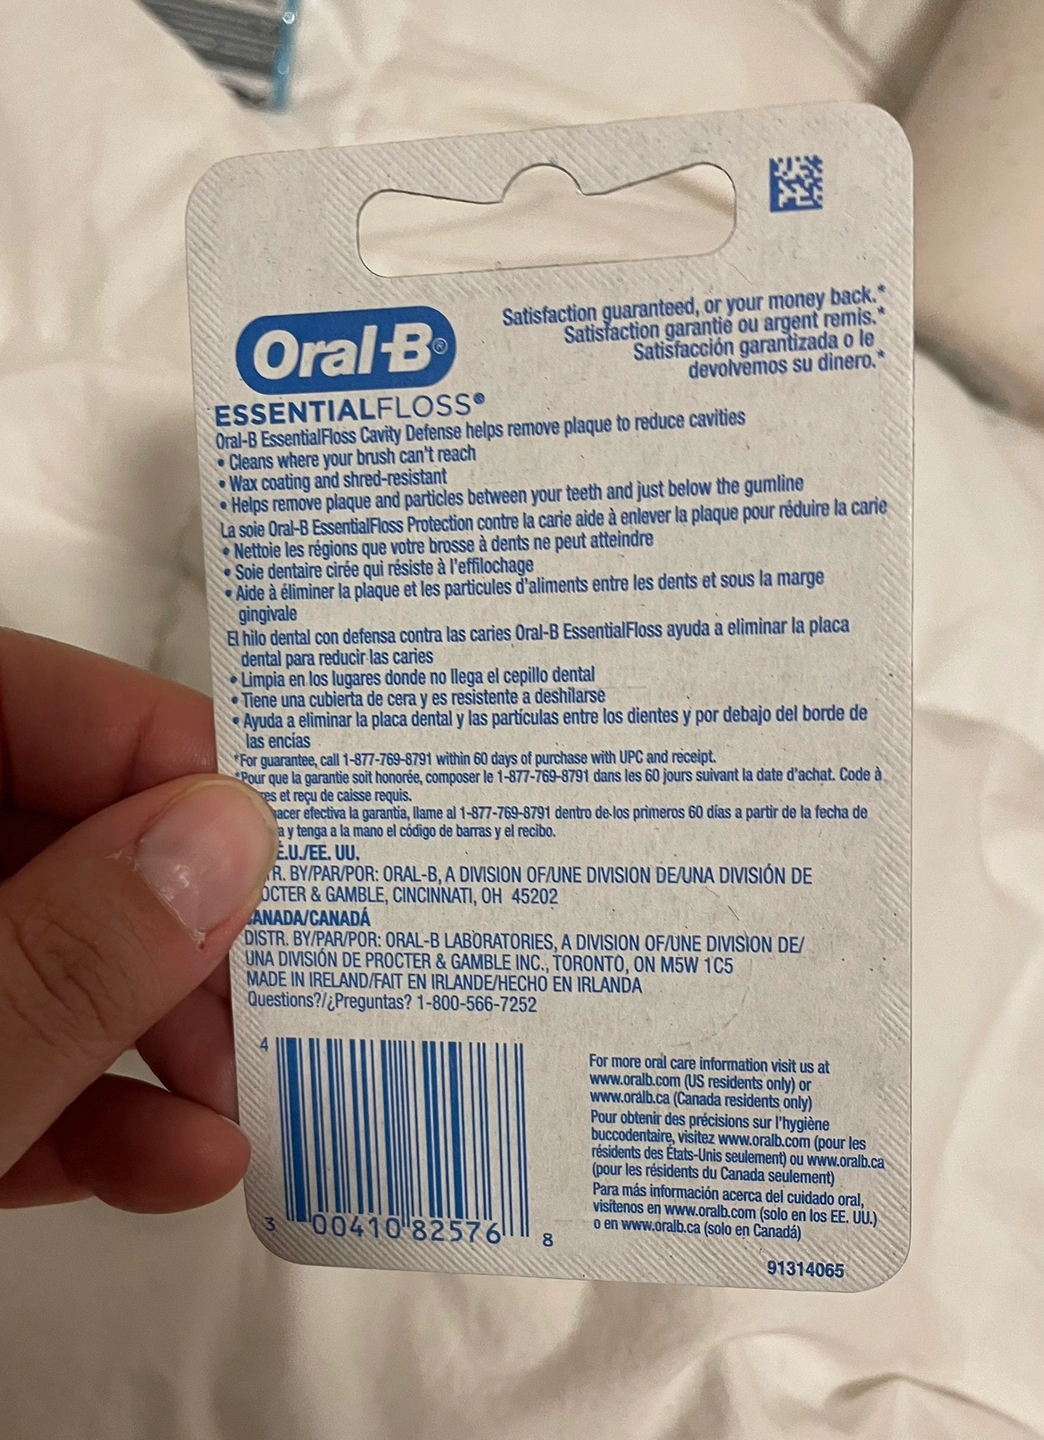 Oral-B®
ESSENTIALFLOSS®
Satisfaction guaranteed, or your money back.*
Satisfaction garantie ou argent remis.*
Satisfacción garantizada o le
devolvemos su dinero.*
Oral-B EssentialFloss Cavity Defense helps remove plaque to reduce cavities
• Cleans where your brush can't reach
• Wax coating and shred-resistant
• Helps remove plaque and particles between your teeth and just below the gumline
La soie Oral-B EssentialFloss Protection contre la carie aide à enlever la plaque pour réduire la carie
• Nettoie les régions que votre brosse à dents ne peut atteindre
• Soie dentaire cirée qui résiste à l'effilochage
• Aide à éliminer la plaque et les particules d'aliments entre les dents et sous la marge
gingivale
El hilo dental con defensa contra las caries Oral-B EssentialFloss ayuda a eliminar la placa
dental para reducir las caries
• Limpia en los lugares donde no llega el cepillo dental
• Tiene una cubierta de cera y es resistente a deshilarse
• Ayuda a eliminar la placa dental y las partículas entre los dientes y por debajo del borde de
las encías
*For guarantee, call 1-877-769-8791 within 60 days of purchase with UPC and receipt.
*Pour que la garantie soit honorée, composer le 1-877-769-8791 dans les 60 jours suivant la date d'achat. Code à
et reçu de caisse requis.
efectiva la garantía, llame al 1-877-769-8791 dentro de los primeros 60 días a partir de la fecha de
y tenga a la mano el código de barras y el recibo.
É.U./EE. UU.
BY/PAR/POR: ORAL-B, A DIVISION OF/UNE DIVISION DE/UNA DIVISIÓN DE
& GAMBLE, CINCINNATI, OH 45202
CANADA/CANADÁ
DISTR. BY/PAR/POR: ORAL-B LABORATORIES, A DIVISION OF/UNE DIVISION DE/
UNA DIVISIÓN DE PROCTER & GAMBLE INC., TORONTO, ON M5W 1C5
MADE IN IRELAND/FAIT EN IRLANDE/HECHO EN IRLANDA
Questions?/¿Preguntas? 1-800-566-7252
4
3 00410 82576 8
For more oral care information visit us at
www.oralb.com (US residents only) or
www.oralb.ca (Canada residents only)
Pour obtenir des précisions sur l'hygiène
buccodentaire, visitez www.oralb.com (pour les
résidents des États-Unis seulement) ou www.oralb.ca
(pour les résidents du Canada seulement)
Para más información acerca del cuidado oral,
visítenos en www.oralb.com (solo en los EE. UU.)
o en www.oralb.ca (solo en Canadá)
91314065